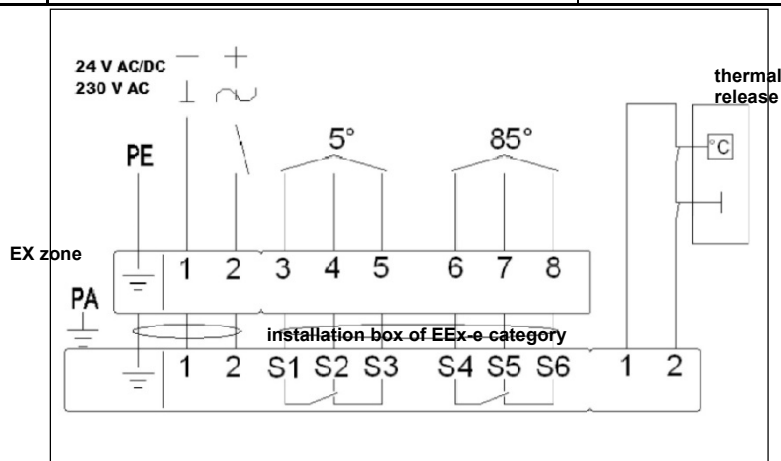 24 V AC/DC — +
230 V AC
thermal
release
°C
5° 85°
PE
EX zone
1 2 3 4 5 6 7 8
PA
installation box of EEx-e category
1 2 S1 S2 S3 S4 S5 S6 1 2